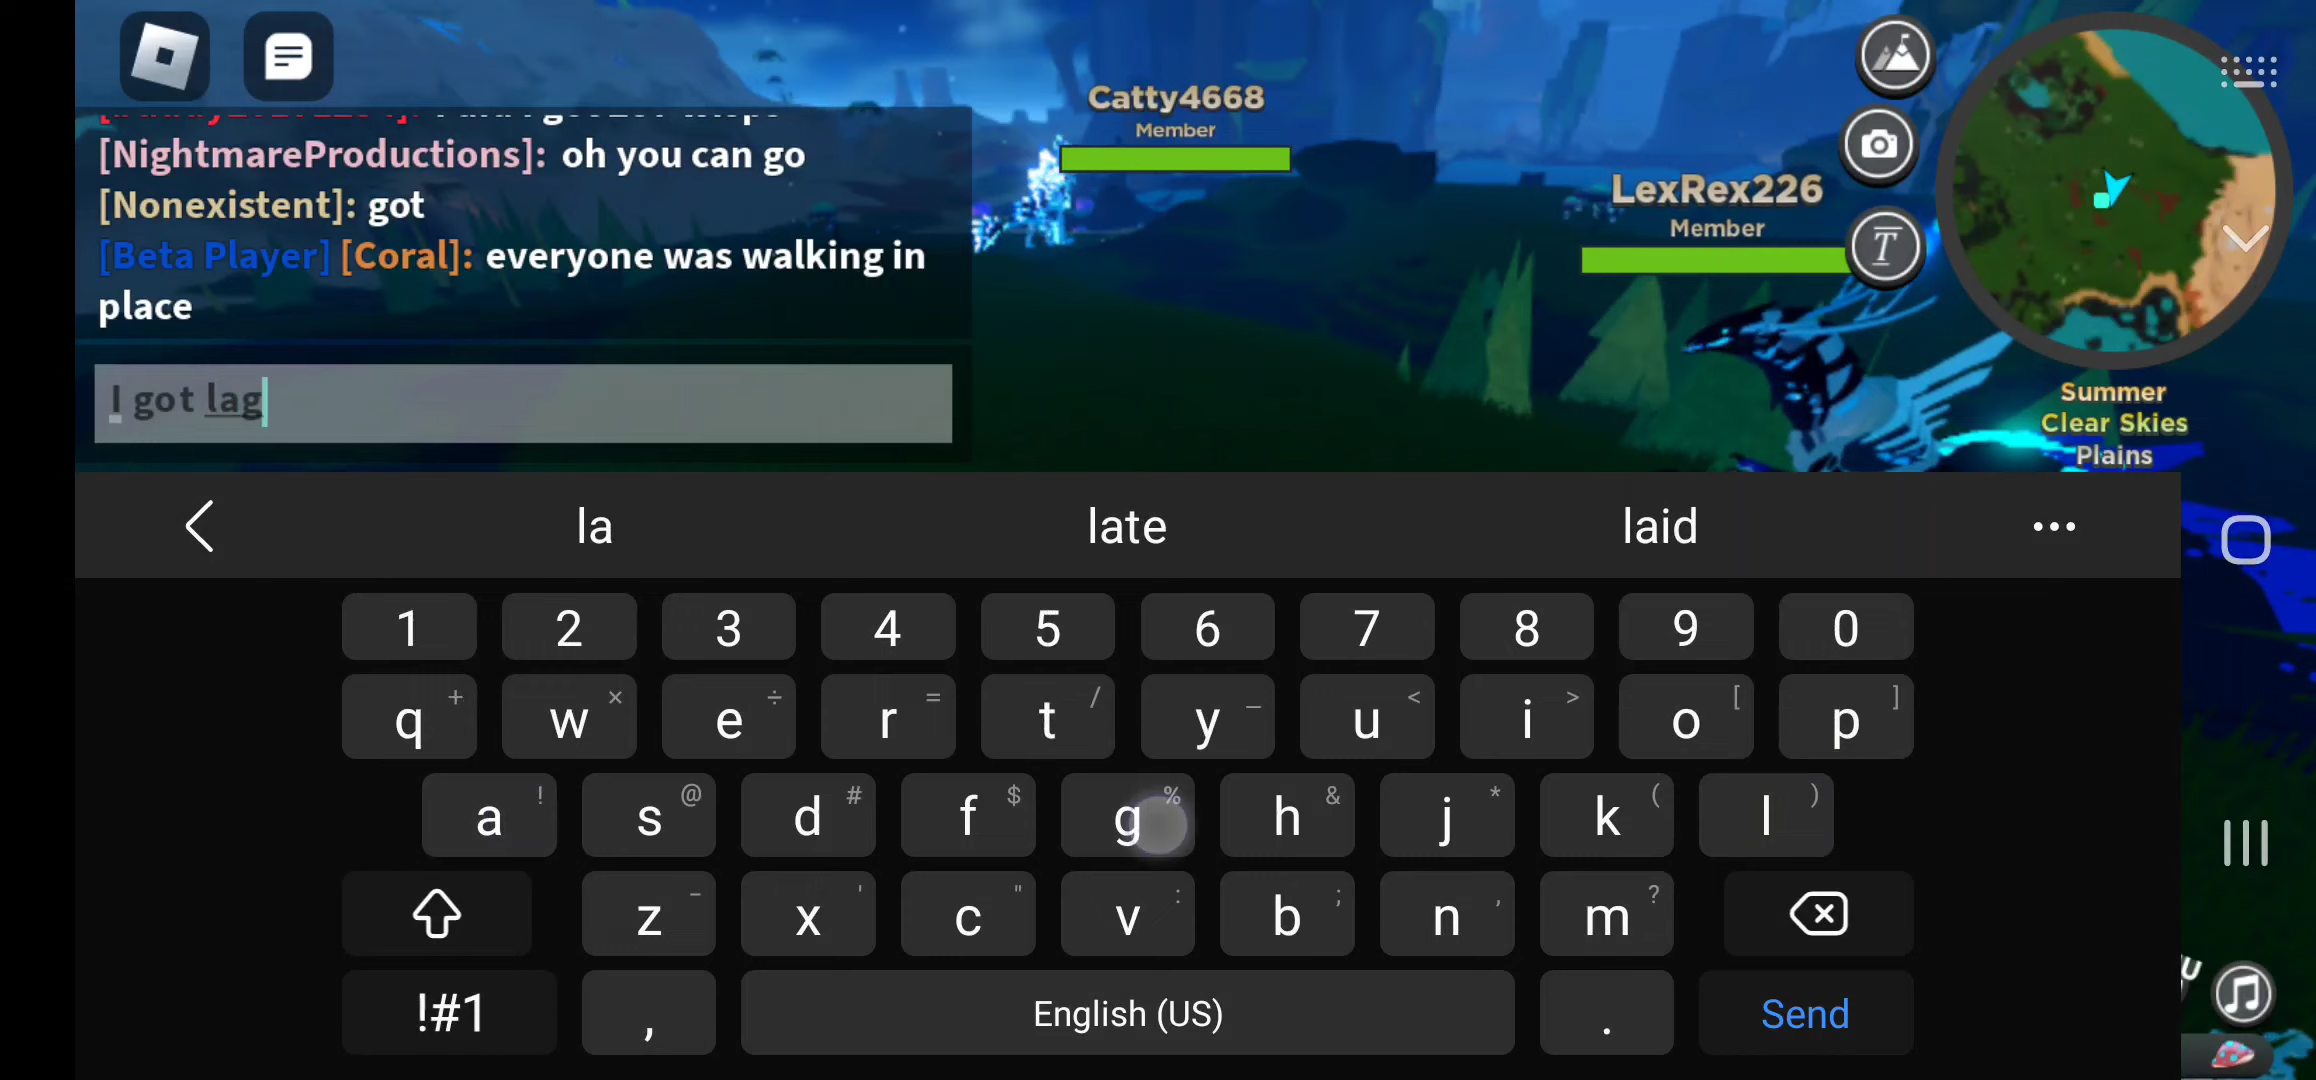 [NightmareProductions]: oh you can go
[Nonexistent]: got
[Beta Player] [Coral]: everyone was walking in
place
I got lag
Catty4668
Member
LexRex226
Member
T
Summer
Clear Skies
Plains
la late laid
1 2 3 4 5 6 7 8 9 0
q + w × e ÷ r = t / y _ u < i > o [ p ]
a ! s @ d # f $ g % h & j * k ( l )
z - x ' c " v : b ; n , m ?
!#1 , English (US) . Send